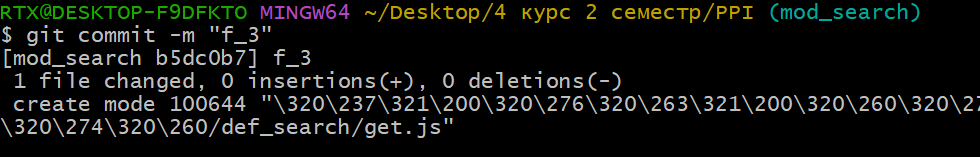 RTX@DESKTOP-F9DFKTO MINGW64 ~/Desktop/4 курс 2 семестр/PPI (mod_search)
$ git commit -m "f_3"
[mod_search b5dc0b7] f_3
1 file changed, 0 insertions(+), 0 deletions(-)
create mode 100644 "\320\237\321\200\320\276\320\263\321\200\320\260\320\2
\320\274\320\260/def_search/get.js"